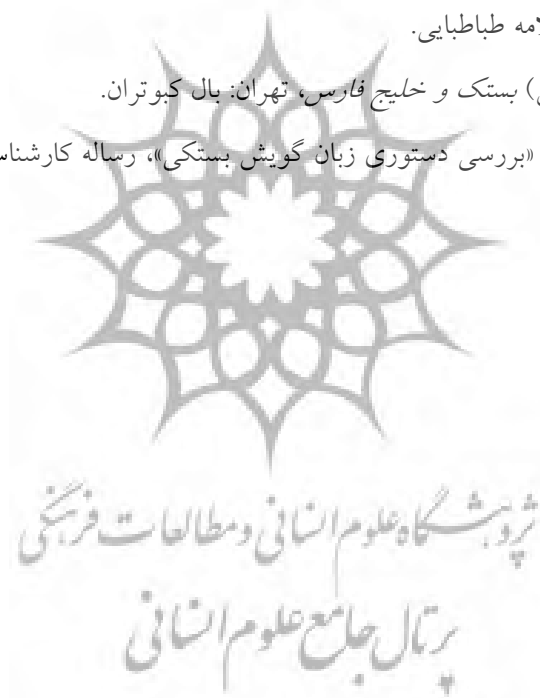 امه طباطبایی.
) بستک و خلیج فارس، تهران: بال کبوتران.
«بررسی دستوری زبان گویش بستکی»، رساله کارشناس
پژوهشگاه علوم انسانی و مطالعات فرهنگی
پرتال جامع علوم انسانی